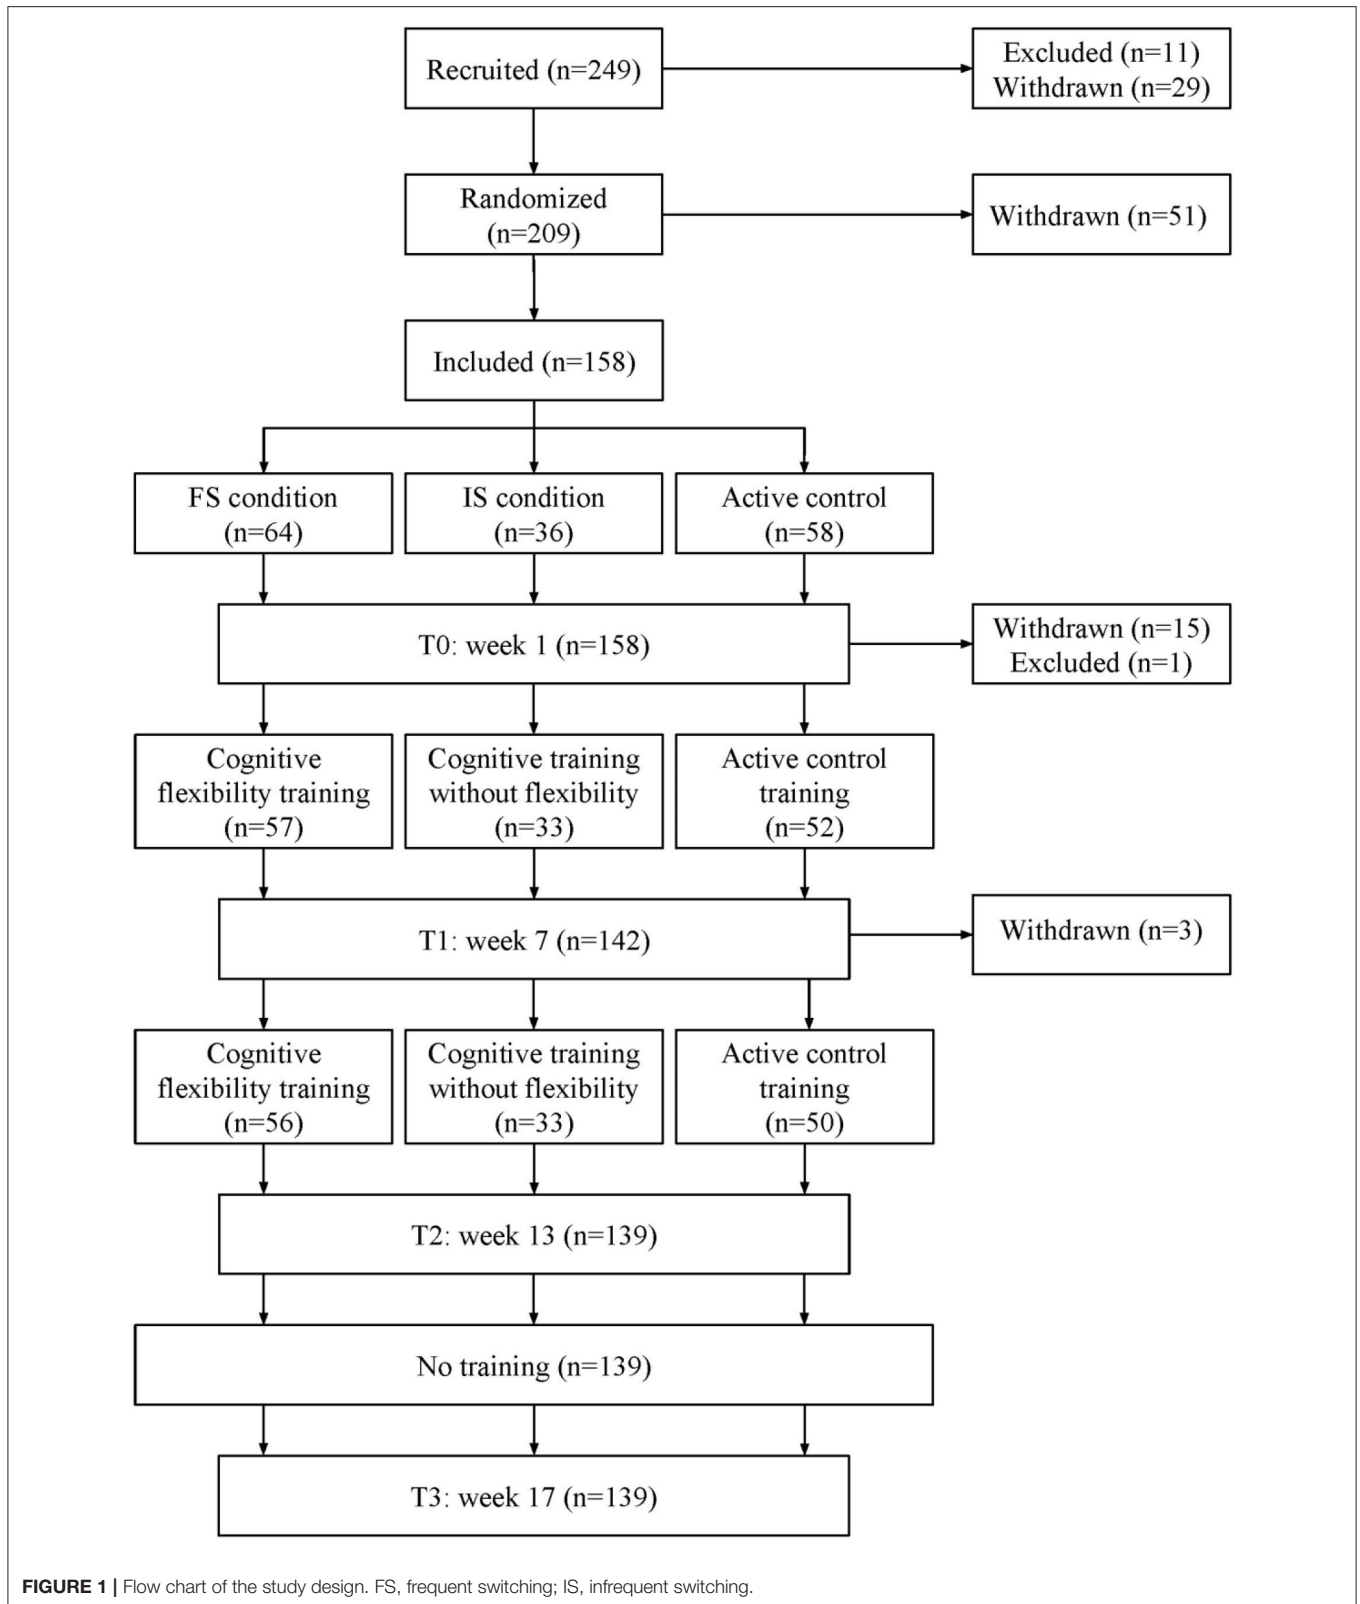 Recruited (n=249)
Excluded (n=11)
Withdrawn (n=29)
Randomized
(n=209)
Withdrawn (n=51)
Included (n=158)
FS condition
(n=64)
IS condition
(n=36)
Active control
(n=58)
T0: week 1 (n=158)
Withdrawn (n=15)
Excluded (n=1)
Cognitive
flexibility training
(n=57)
Cognitive training
without flexibility
(n=33)
Active control
training
(n=52)
T1: week 7 (n=142)
Withdrawn (n=3)
Cognitive
flexibility training
(n=56)
Cognitive training
without flexibility
(n=33)
Active control
training
(n=50)
T2: week 13 (n=139)
No training (n=139)
T3: week 17 (n=139)
FIGURE 1 | Flow chart of the study design. FS, frequent switching; IS, infrequent switching.